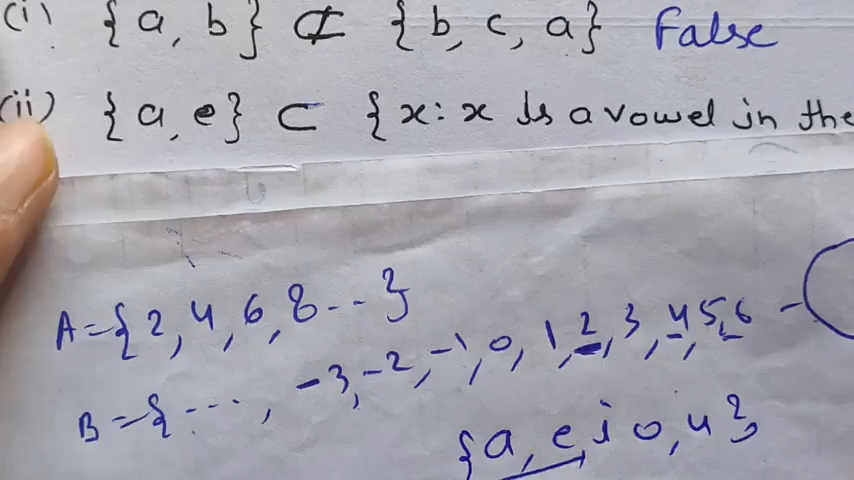 (i) {a, b} ⊄ {b, c, a} False
(ii) {a, e} ⊂ {x: x is a vowel in the
A={2, 4, 6, 8---}
B={---, -3,-2,-1,0, 1,2,3,4,5,6 -
{a, e, i o, u}